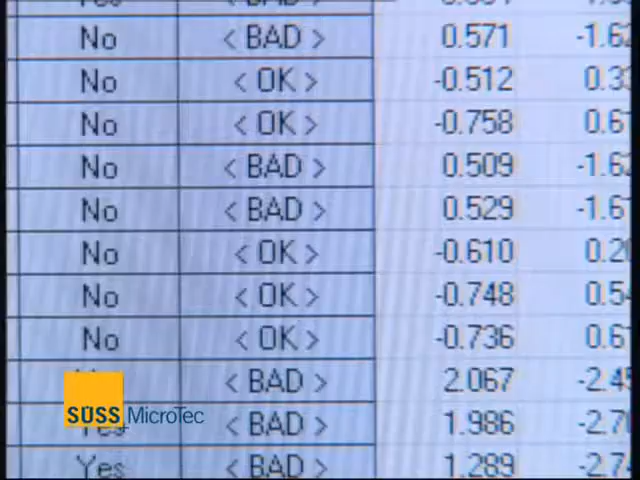 No < BAD > 0.571
No < OK > -0.512
No < OK > -0.758
No < BAD > 0.509
No < BAD > 0.529
No < OK > -0.610
No < OK > -0.748
No < OK > -0.736
< BAD > 2.067
< BAD > 1.986
SÜSS MicroTec
Yes < BAD > 1.289